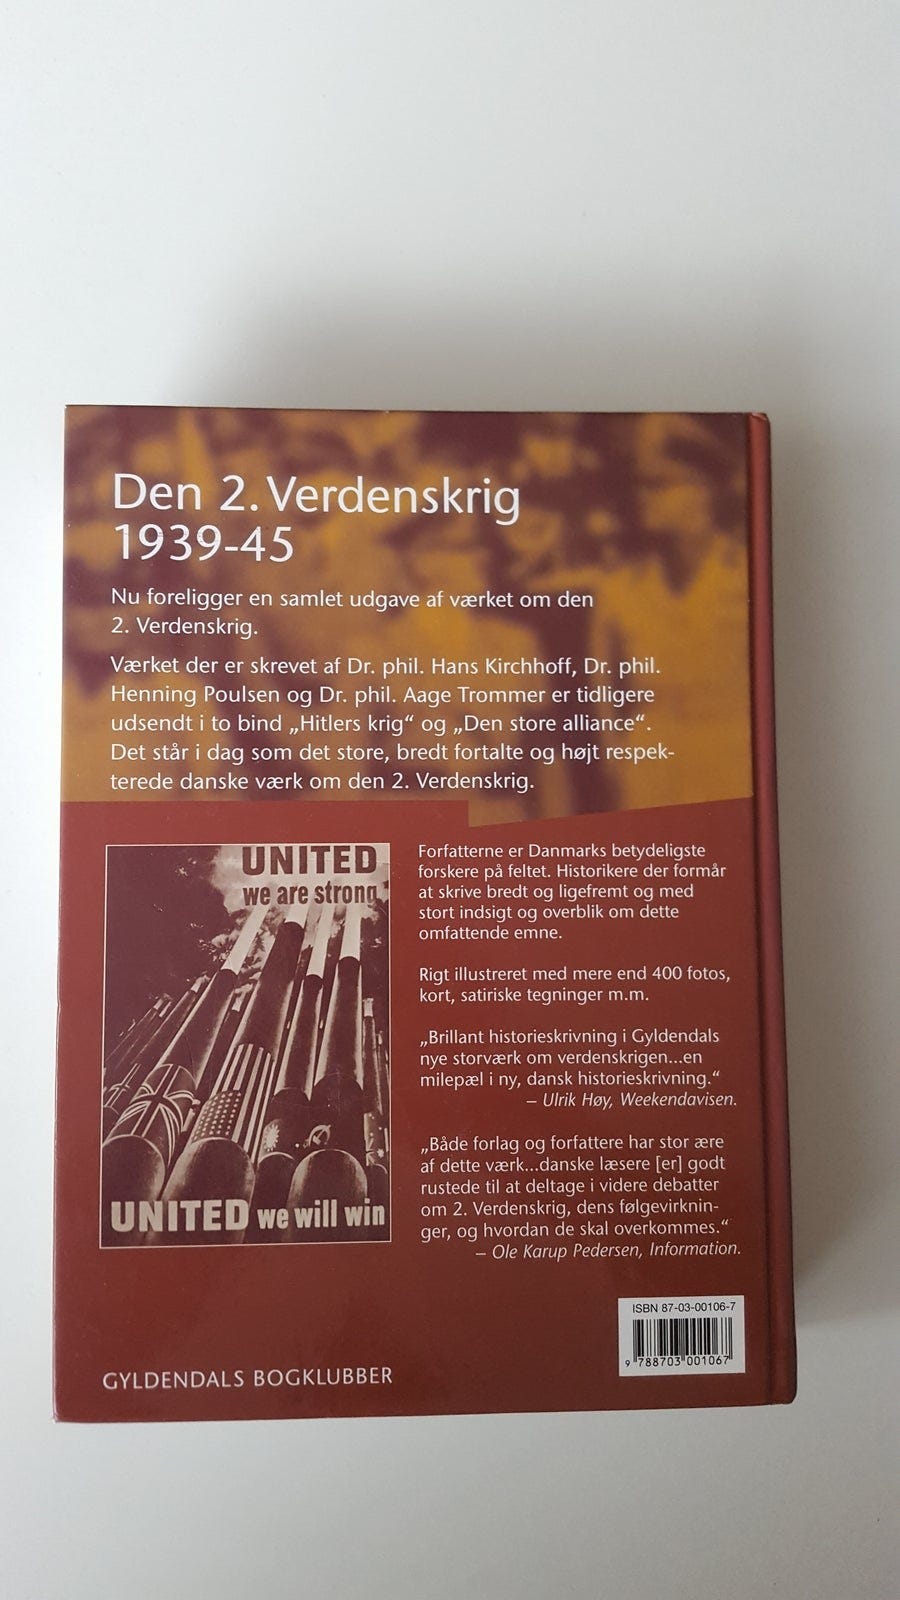 Den 2. Verdenskrig
1939-45
Nu foreligger en samlet udgave af værket om den
2. Verdenskrig.
Værket der er skrevet af Dr. phil. Hans Kirchhoff, Dr. phil.
Henning Poulsen og Dr. phil. Aage Trommer er tidligere
udsendt i to bind „Hitlers krig“ og „Den store alliance“.
Det står i dag som det store, bredt fortalte og højt respek-
terede danske værk om den 2. Verdenskrig.
UNITED
we are strong
UNITED we will win
Forfatterne er Danmarks betydeligste
forskere på feltet. Historikere der formår
at skrive bredt og ligefremt og med
stort indsigt og overblik om dette
omfattende emne.
Rigt illustreret med mere end 400 fotos,
kort, satiriske tegninger m.m.
„Brillant historieskrivning i Gyldendals
nye storværk om verdenskrigen...en
milepæl i ny, dansk historieskrivning.“
– Ulrik Høy, Weekendavisen.
„Både forlag og forfattere har stor ære
af dette værk...danske læsere [er] godt
rustede til at deltage i videre debatter
om 2. Verdenskrig, dens følgevirknin-
ger, og hvordan de skal overkommes.“
– Ole Karup Pedersen, Information.
ISBN 87-03-00106-7
9 788703 001067
GYLDENDALS BOGKLUBBER